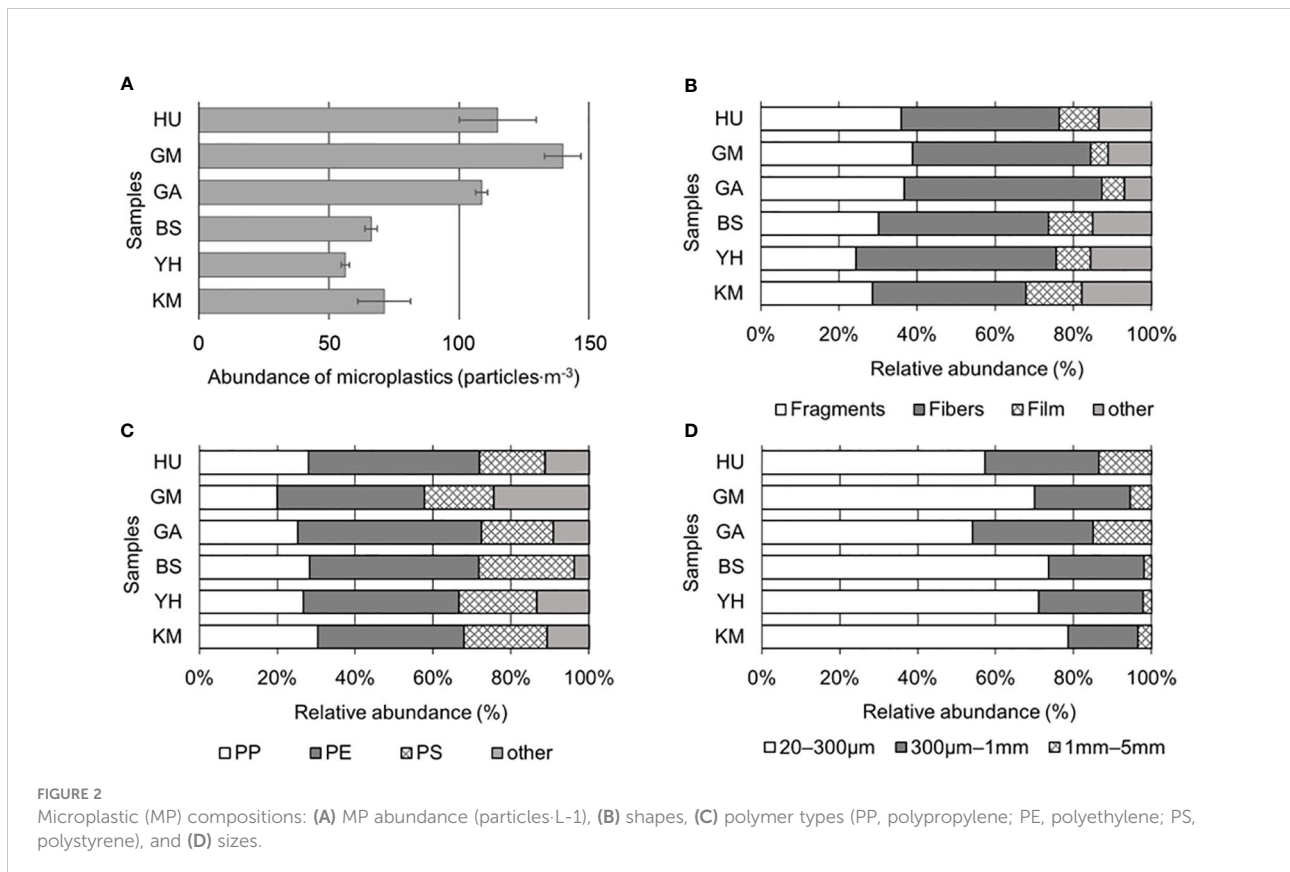 A
Samples
HU
GM
GA
BS
YH
KM
0 50 100 150
Abundance of microplastics (particles·m-3)
B
Samples
HU
GM
GA
BS
YH
KM
0% 20% 40% 60% 80% 100%
Relative abundance (%)
Fragments Fibers Film other
C
Samples
HU
GM
GA
BS
YH
KM
0% 20% 40% 60% 80% 100%
Relative abundance (%)
PP PE PS other
D
Samples
HU
GM
GA
BS
YH
KM
0% 20% 40% 60% 80% 100%
Relative abundance (%)
20–300µm 300µm–1mm 1mm–5mm
FIGURE 2
Microplastic (MP) compositions: (A) MP abundance (particles·L-1), (B) shapes, (C) polymer types (PP, polypropylene; PE, polyethylene; PS,
polystyrene), and (D) sizes.